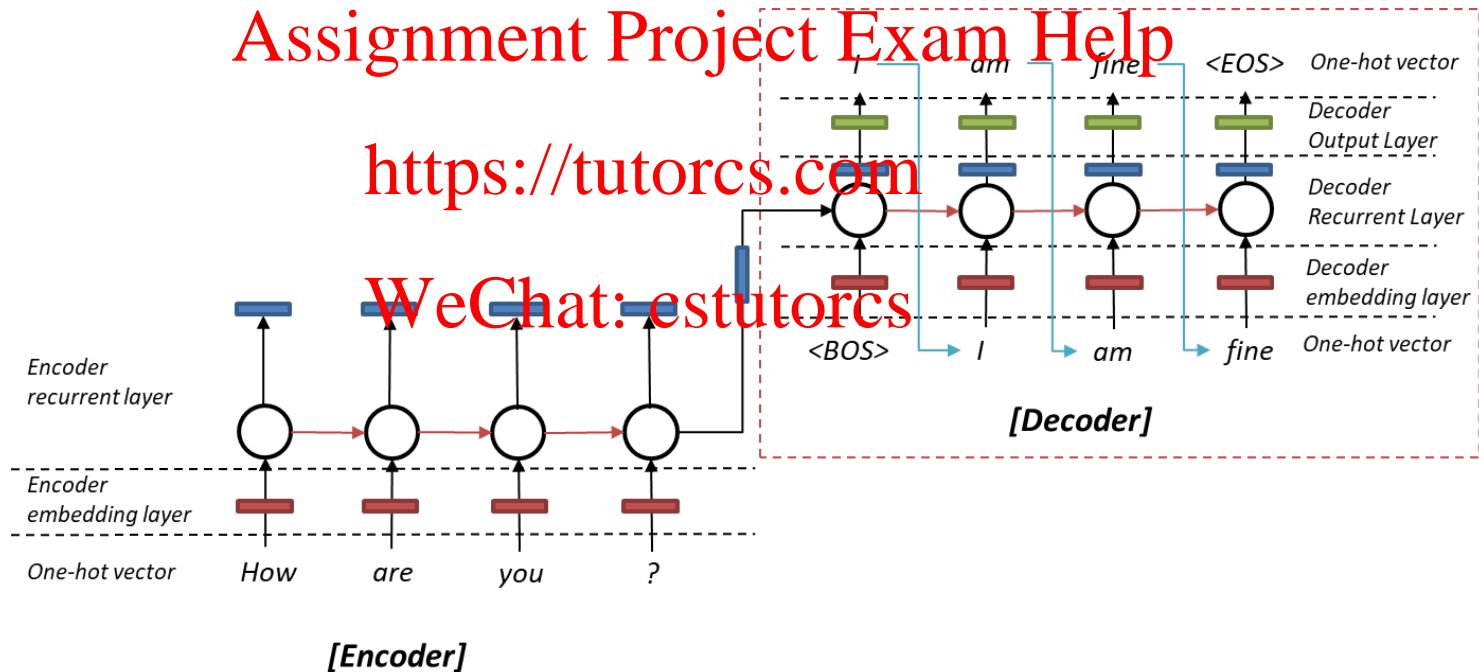 Assignment Project Exam Help
I am fine <EOS> One-hot vector
Decoder
Output Layer
https://tutorcs.com
Decoder
Recurrent Layer
WeChat: cstutorcs
Decoder
embedding layer
<BOS> I am fine One-hot vector
[Decoder]
Encoder
recurrent layer
Encoder
embedding layer
One-hot vector How are you ?
[Encoder]